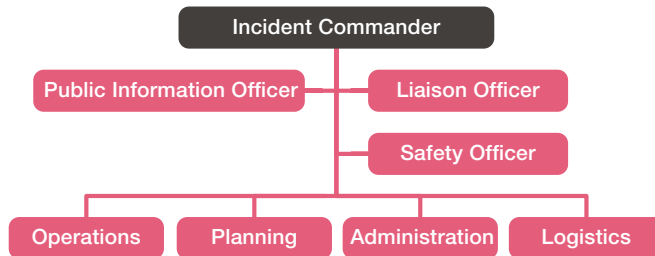 Incident Commander
Public Information Officer
Liaison Officer
Safety Officer
Operations
Planning
Administration
Logistics